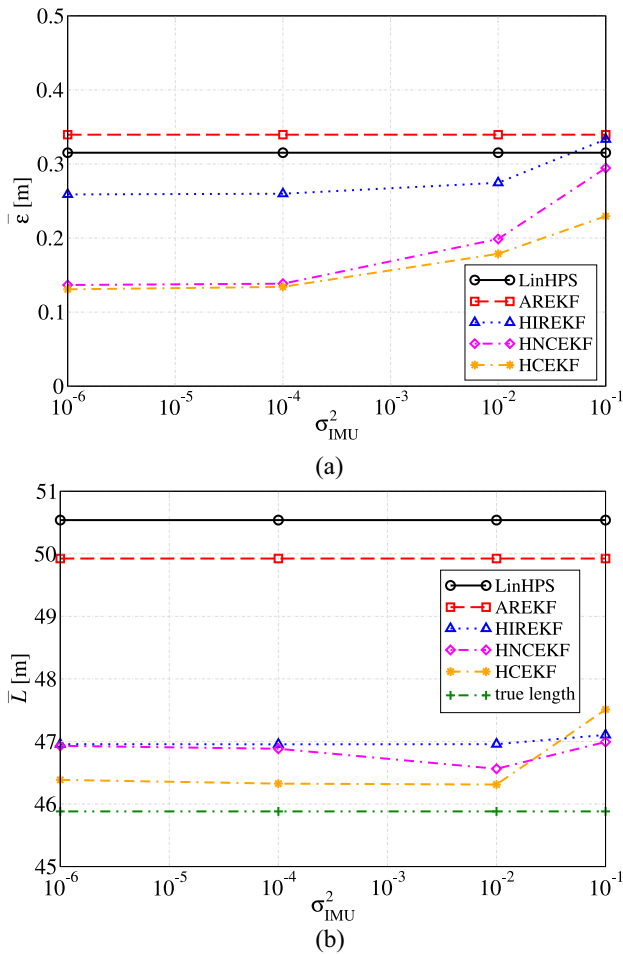 0.5
0.4
0.3
0.2
0.1
0
ε̅ [m]
LinHPS
AREKF
HIREKF
HNCEKF
HCEKF
10⁻⁶ 10⁻⁵ 10⁻⁴ 10⁻³ 10⁻² 10⁻¹
σ²IMU
(a)
51
50
49
48
47
46
45
L̅ [m]
LinHPS
AREKF
HIREKF
HNCEKF
HCEKF
true length
10⁻⁶ 10⁻⁵ 10⁻⁴ 10⁻³ 10⁻² 10⁻¹
σ²IMU
(b)